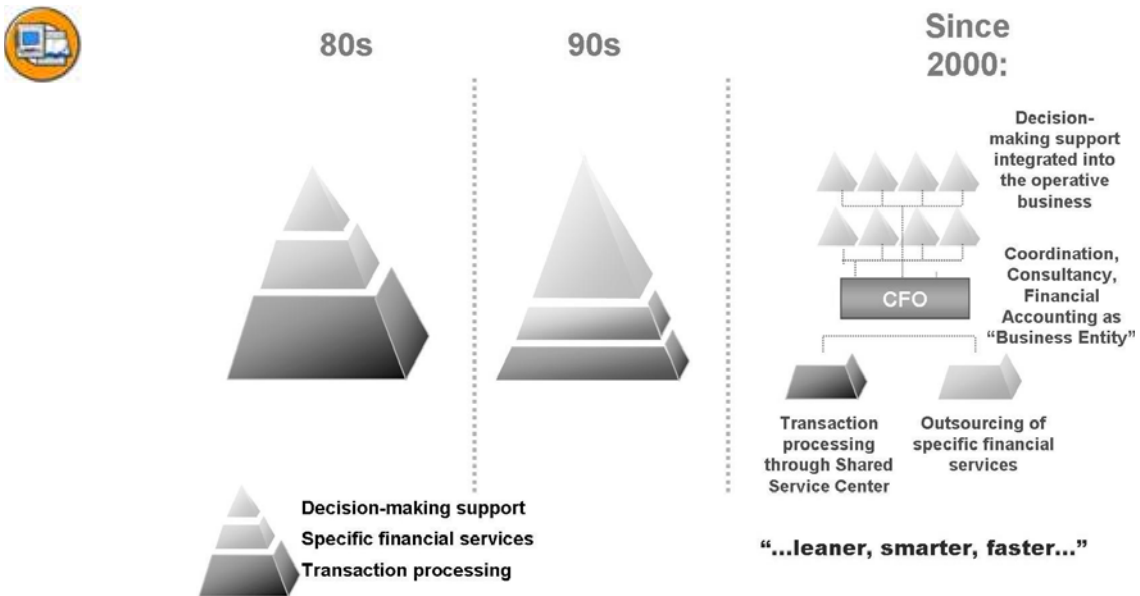 80s
90s
Since
2000:
Decision-
making support
integrated into
the operative
business
Coordination,
Consultancy,
Financial
Accounting as
“Business Entity”
CFO
Transaction
processing
through Shared
Service Center
Outsourcing of
specific financial
services
Decision-making support
Specific financial services
Transaction processing
“...leaner, smarter, faster...”